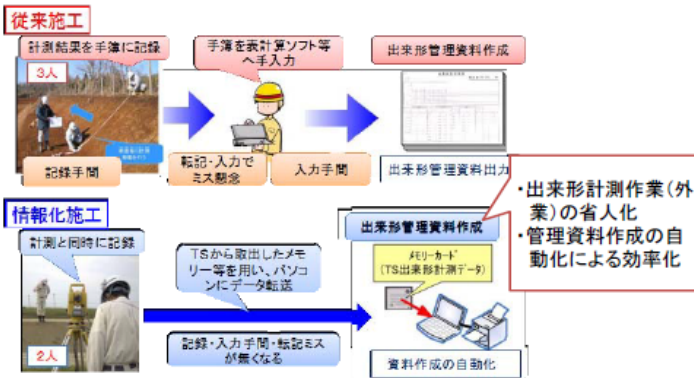 従来施工
計測結果を手簿に記録
手簿を表計算ソフト等
へ手入力
出来形管理資料作成
3人
記録手間
転記・入力で
ミス懸念
入力手間
出来形管理資料出力
・出来形計測作業(外
業)の省人化
・管理資料作成の自
動化による効率化
情報化施工
計測と同時に記録
TSから取出したメモ
リー等を用い、パソコ
ンにデータ転送
出来形管理資料作成
メモリーカード
(TS出来形計測データ)
2人
記録・入力手間・転記ミス
が無くなる
資料作成の自動化